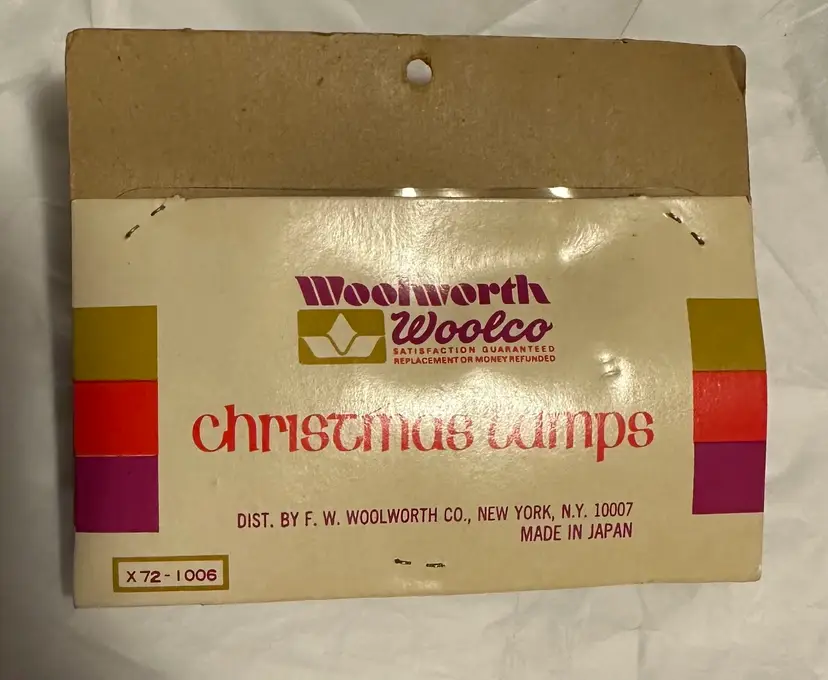 Woolworth
Woolco
SATISFACTION GUARANTEED
REPLACEMENT OR MONEY REFUNDED
christmas lamps
DIST. BY F. W. WOOLWORTH CO., NEW YORK, N.Y. 10007
MADE IN JAPAN
X72-1006